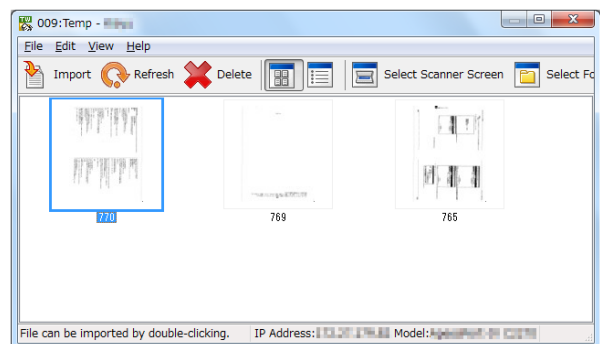 009:Temp -
File Edit View Help
Import Refresh Delete Select Scanner Screen Select Fo
770 769 765
File can be imported by double-clicking. IP Address: Model: